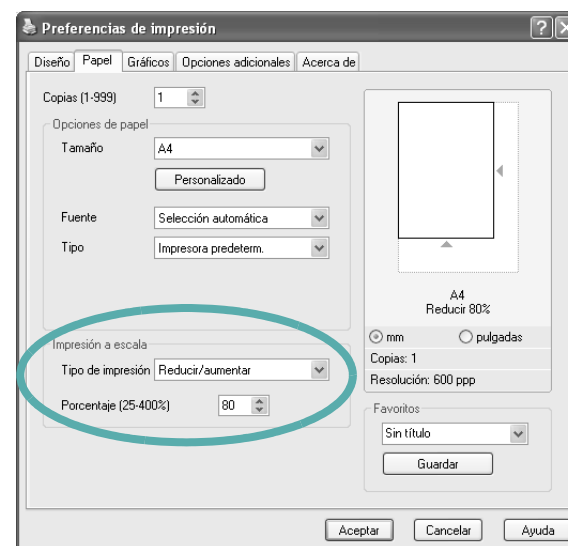 Preferencias de impresión
Diseño Papel Gráficos Opciones adicionales Acerca de
Copias (1-999) 1
Opciones de papel
Tamaño A4
Personalizado
Fuente Selección automática
Tipo Impresora predeterm.
Impresión a escala
Tipo de impresión Reducir/aumentar
Porcentaje (25-400%) 80
A4
Reducir 80%
mm pulgadas
Copias: 1
Resolución: 600 ppp
Favoritos
Sin título
Guardar
Aceptar Cancelar Ayuda